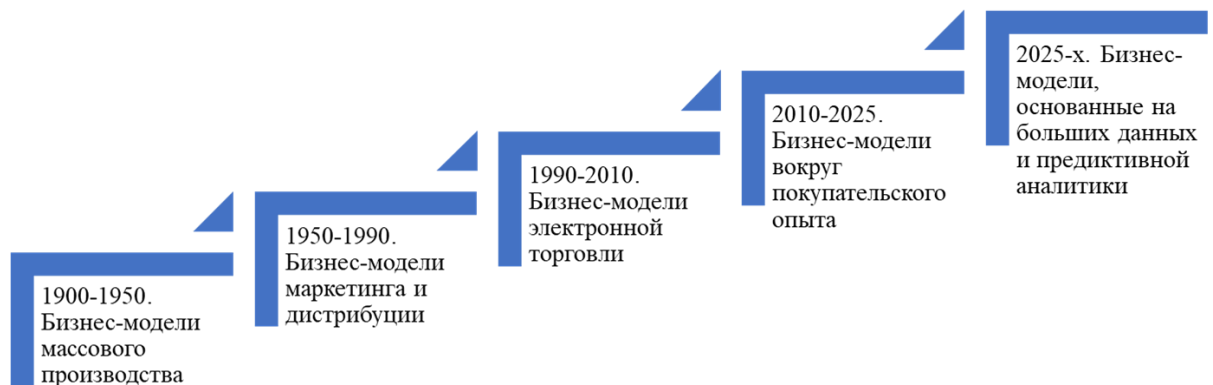 1900-1950.
Бизнес-модели
массового
производства
1950-1990.
Бизнес-модели
маркетинга и
дистрибуции
1990-2010.
Бизнес-модели
электронной
торговли
2010-2025.
Бизнес-модели
вокруг
покупательского
опыта
2025-х. Бизнес-
модели,
основанные на
больших данных
и предиктивной
аналитики